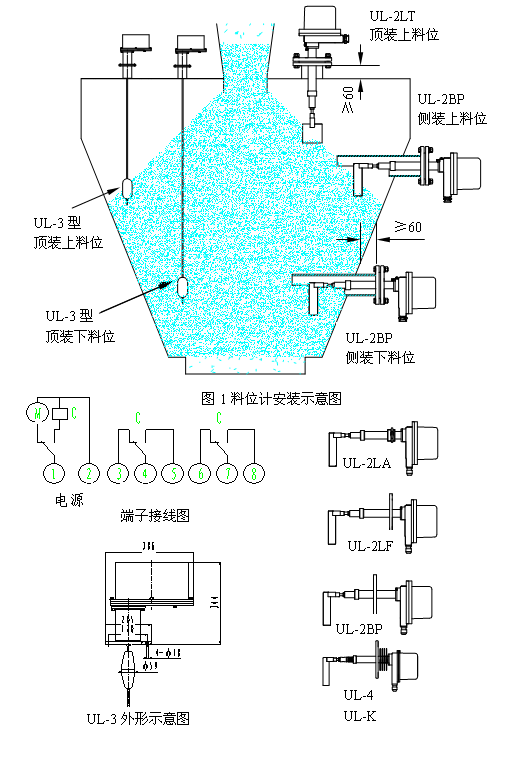 UL-2LT
顶装上料位
≥60
UL-2BP
侧装上料位
UL-3型
顶装上料位
≥60
UL-3型
顶装下料位
UL-2BP
侧装下料位
图1料位计安装示意图
M C
C
C
1 2 3 4 5 6 7 8
电源
端子接线图
UL-2LA
UL-2LF
UL-2BP
UL-4
UL-K
344
4-φ18
UL-3外形示意图